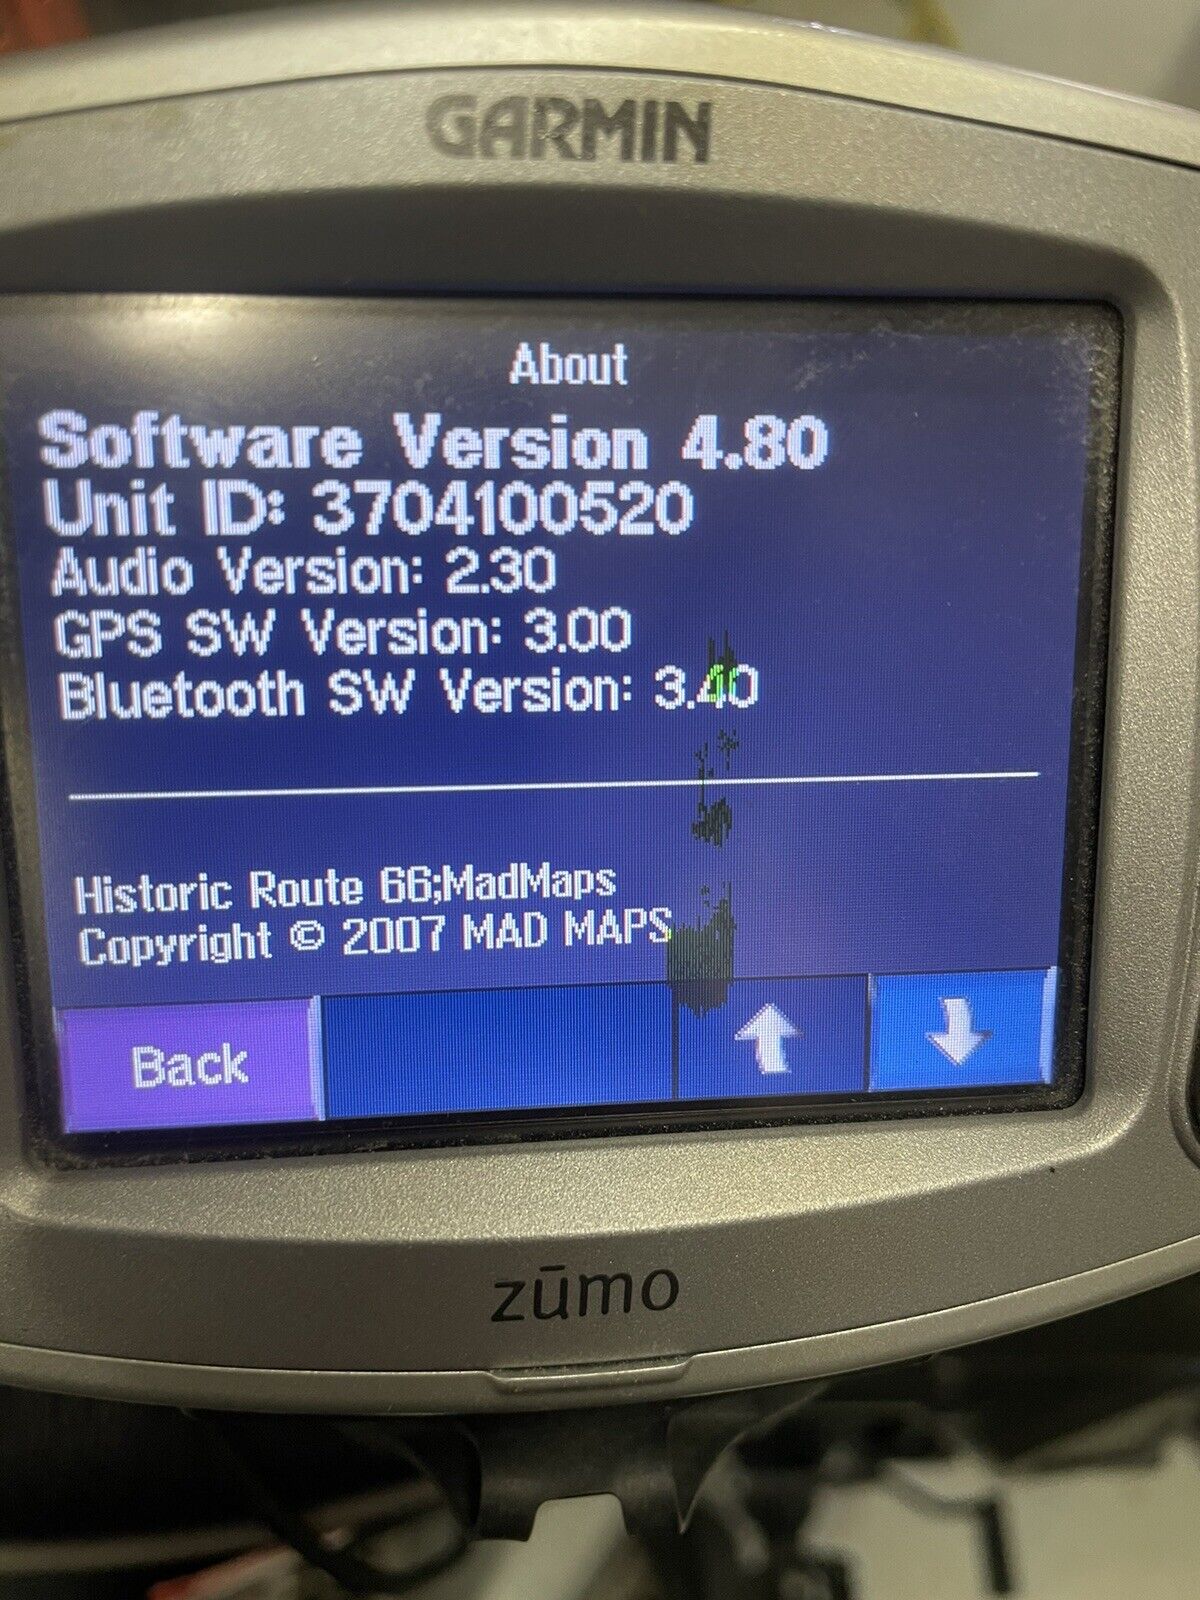 GARMIN
About
Software Version 4.80
Unit ID: 3704100520
Audio Version: 2.30
GPS SW Version: 3.00
Bluetooth SW Version: 3.40
Historic Route 66;MadMaps
Copyright © 2007 MAD MAPS
Back
zūmo